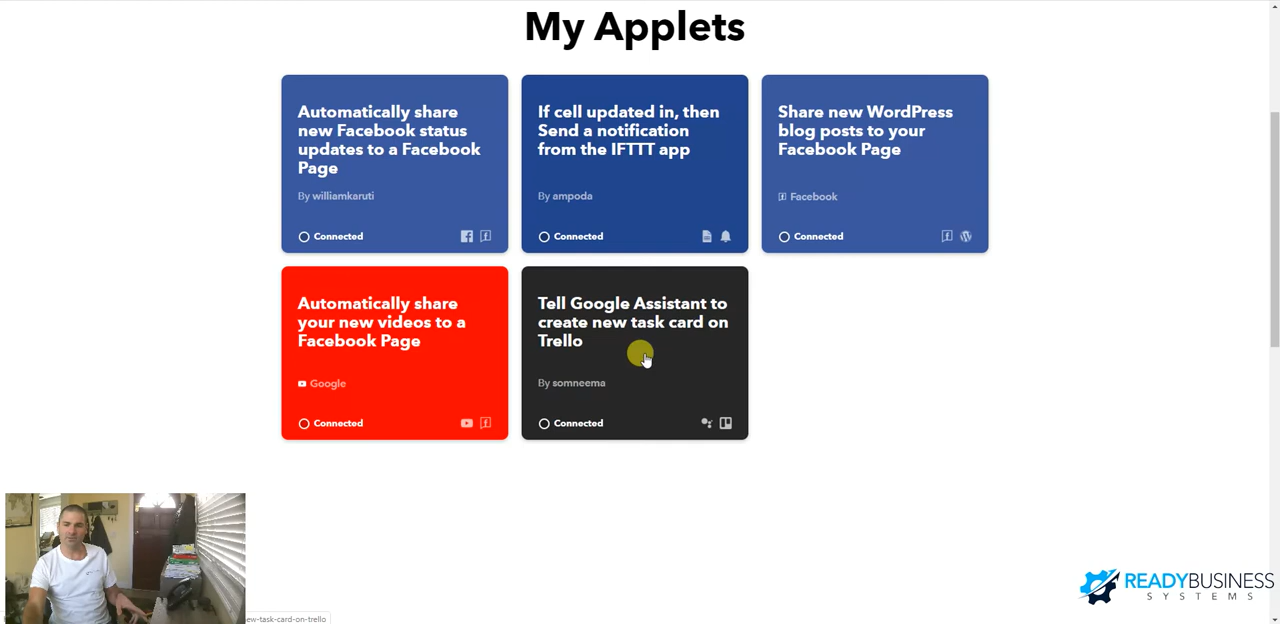 My Applets
Automatically share
new Facebook status
updates to a Facebook
Page
By williamkaruti
Connected
If cell updated in, then
Send a notification
from the IFTTT app
By ampoda
Connected
Share new WordPress
blog posts to your
Facebook Page
Facebook
Connected
Automatically share
your new videos to a
Facebook Page
Google
Connected
Tell Google Assistant to
create new task card on
Trello
By somneema
Connected
ew-task-card-on-trello
READYBUSINESS
SYSTEMS